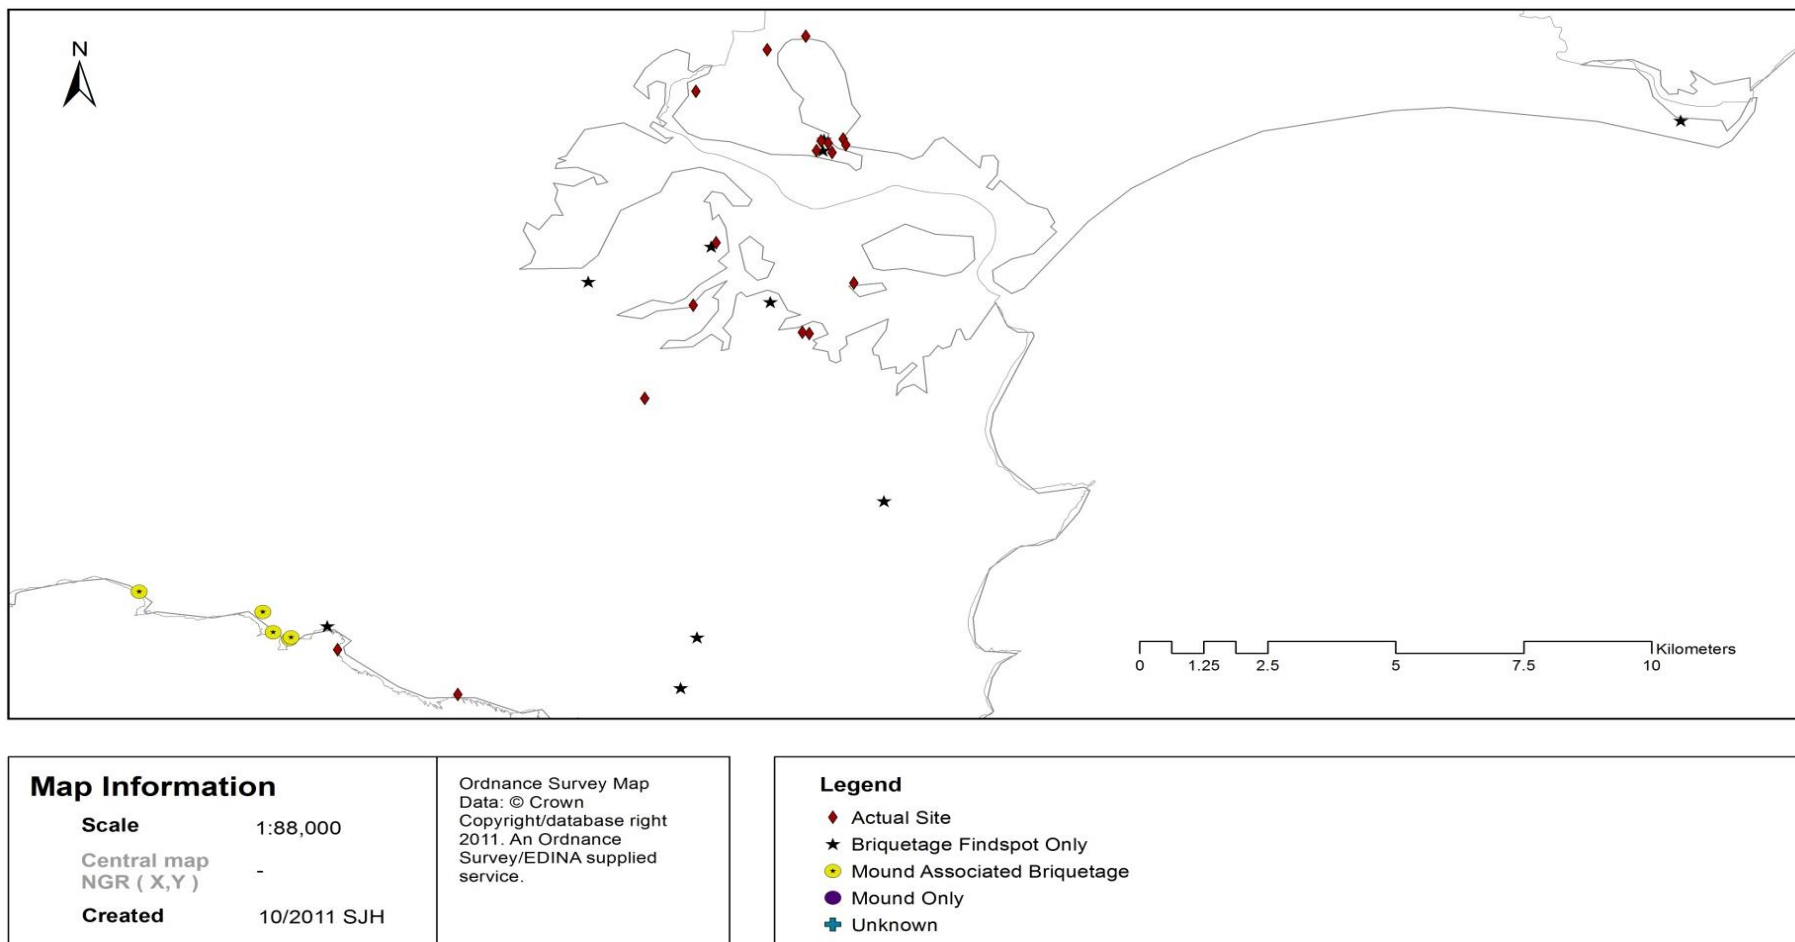 N
Kilometers
0 1.25 2.5 5 7.5 10
Map Information
Scale 1:88,000
Central map
NGR ( X,Y ) -
Created 10/2011 SJH
Ordnance Survey Map
Data: © Crown
Copyright/database right
2011. An Ordnance
Survey/EDINA supplied
service.
Legend
Actual Site
Briquetage Findspot Only
Mound Associated Briquetage
Mound Only
Unknown